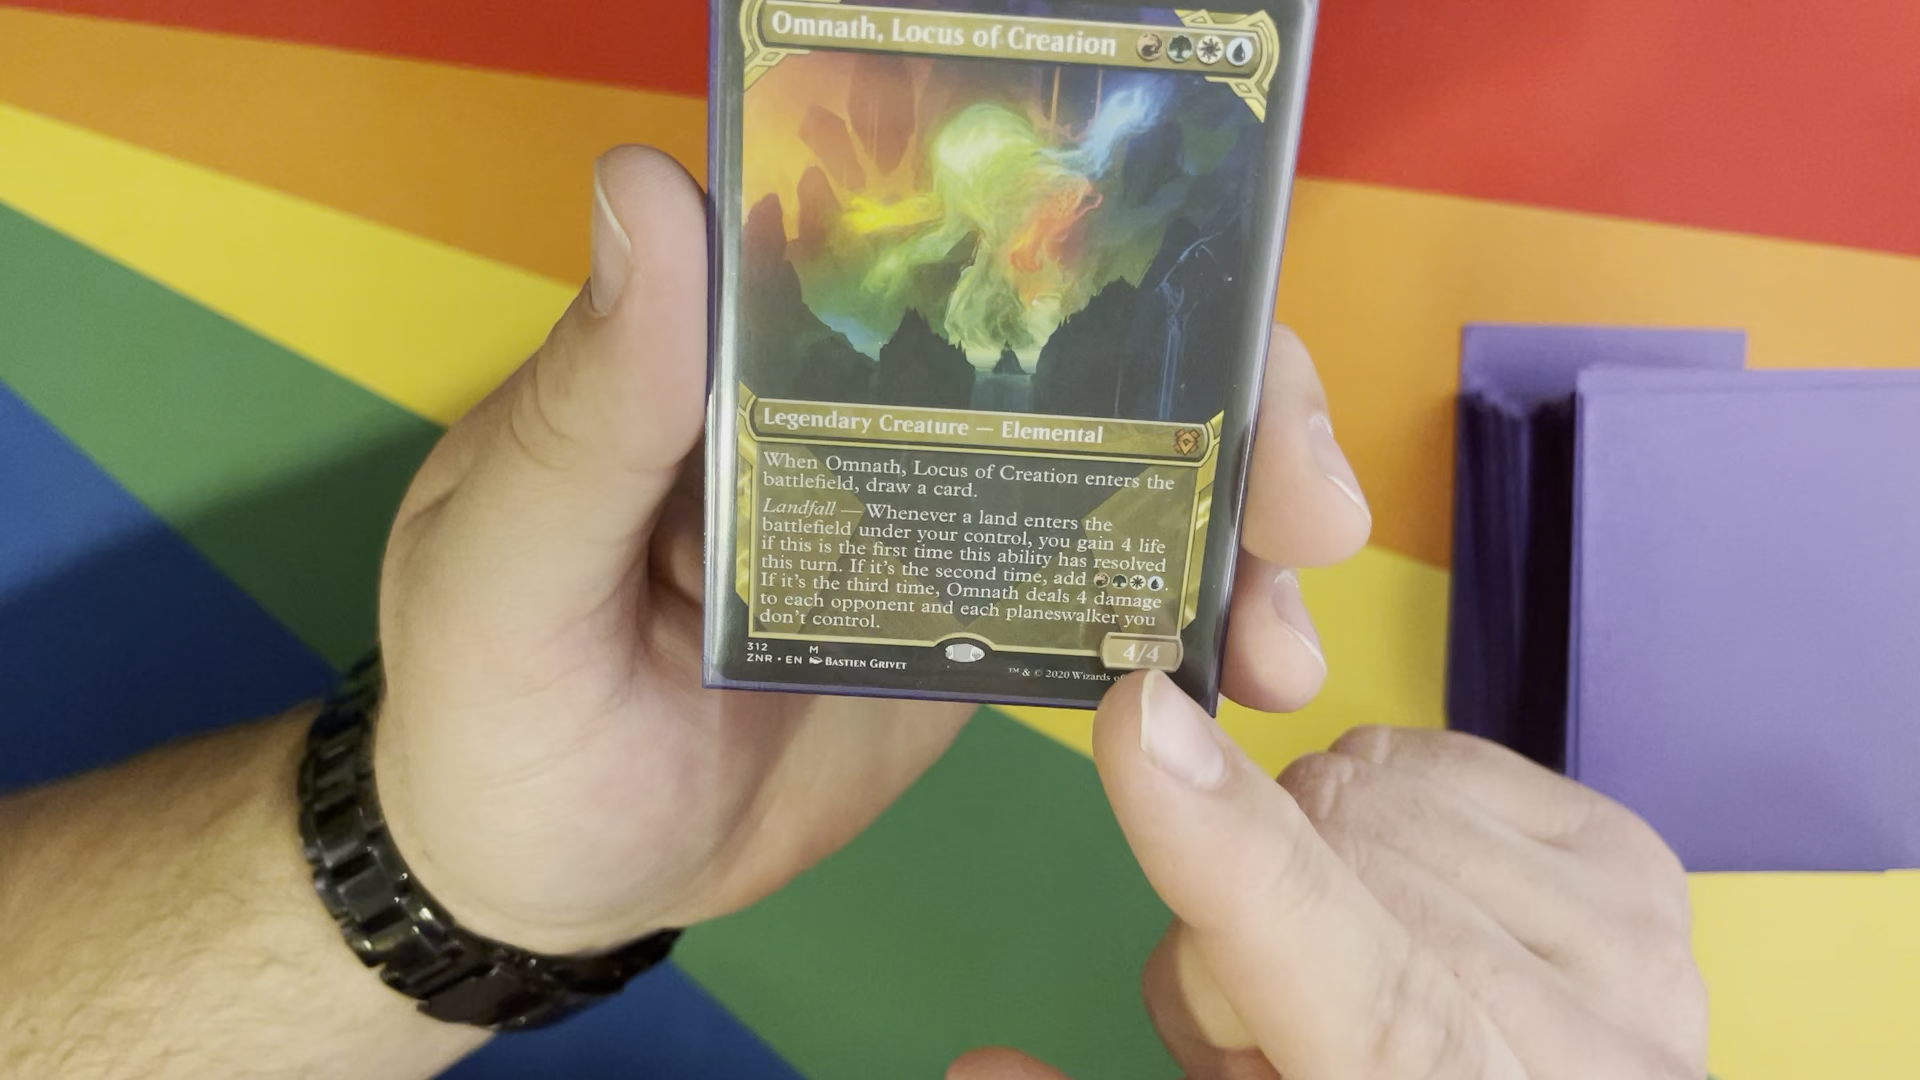 Omnath, Locus of Creation
Legendary Creature — Elemental
When Omnath, Locus of Creation enters the
battlefield, draw a card.
Landfall — Whenever a land enters the
battlefield under your control, you gain 4 life
if this is the first time this ability has resolved
this turn. If it's the second time, add .
If it's the third time, Omnath deals 4 damage
to each opponent and each planeswalker you
don't control.
4/4
312 M
ZNR • EN Bastien Grivet
™ & © 2020 Wizards of